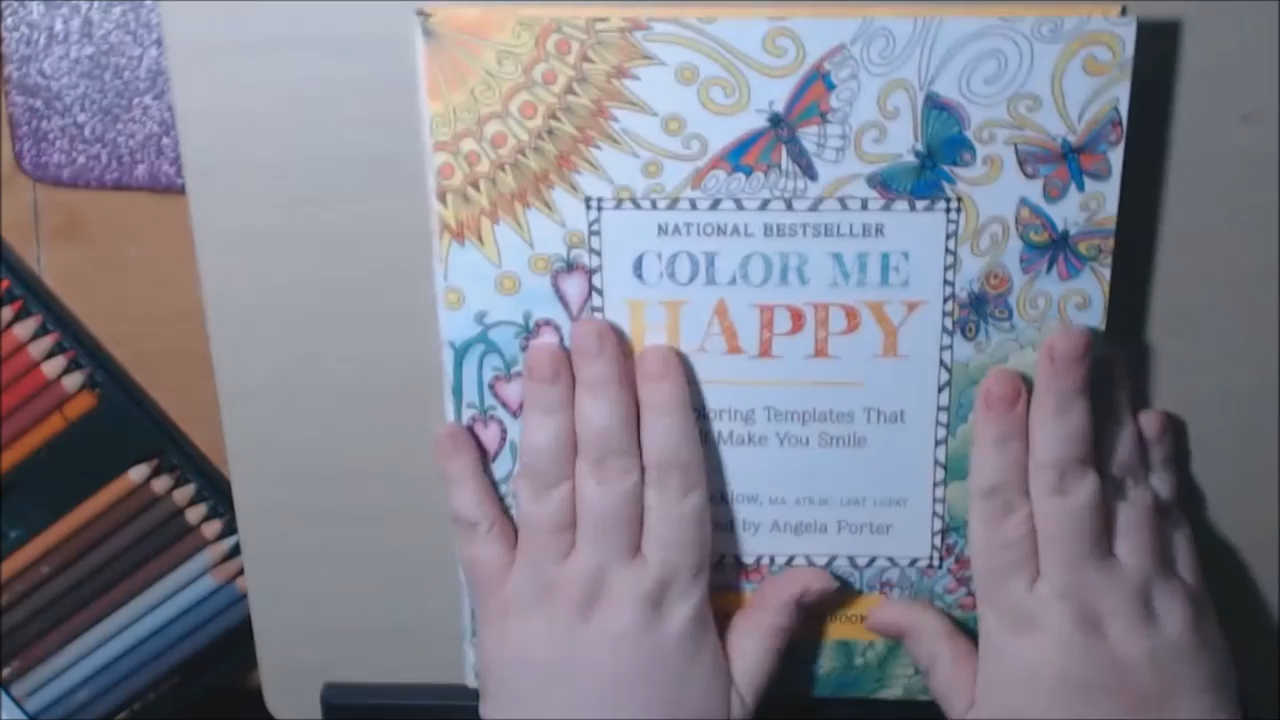 NATIONAL BESTSELLER
COLOR ME
HAPPY
oloring Templates That
Make You Smile
by Angela Porter